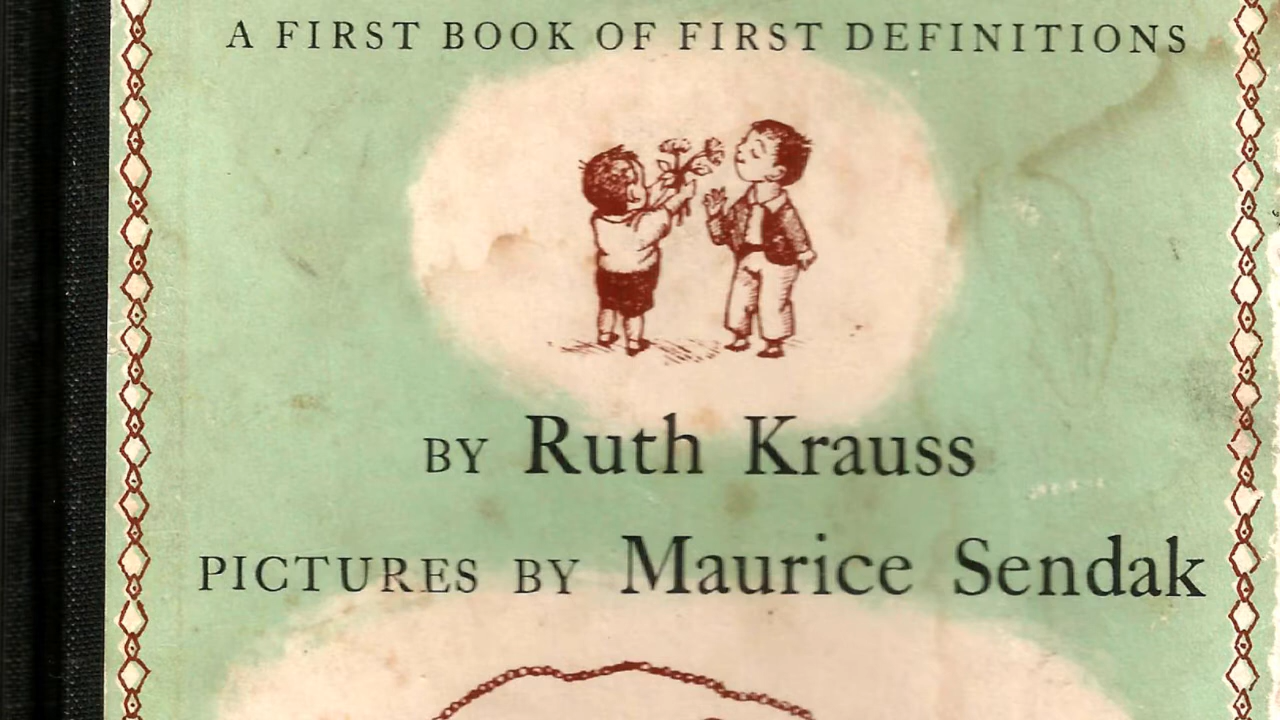 A FIRST BOOK OF FIRST DEFINITIONS
BY Ruth Krauss
PICTURES BY Maurice Sendak